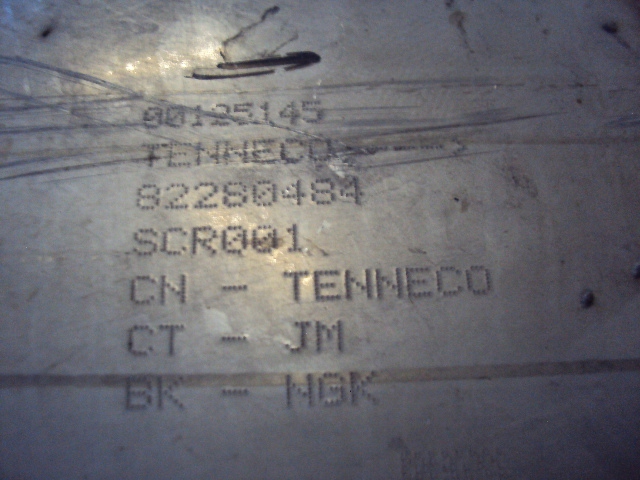 00125145
TENNECO
82280484
SCR001
CN - TENNECO
CT - JM
BK - NGK